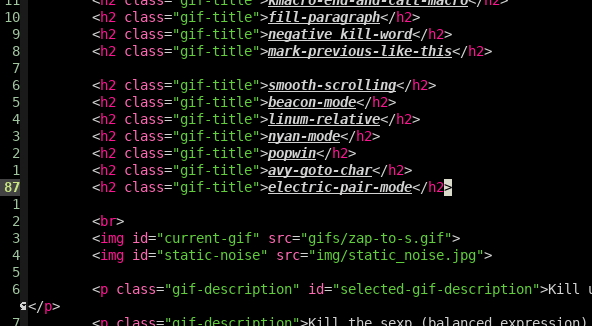 11 <h2 class="gif-title">kmacro-end-and-call-macro</h2>
10 <h2 class="gif-title">fill-paragraph</h2>
9 <h2 class="gif-title">negative kill-word</h2>
8 <h2 class="gif-title">mark-previous-like-this</h2>
7
6 <h2 class="gif-title">smooth-scrolling</h2>
5 <h2 class="gif-title">beacon-mode</h2>
4 <h2 class="gif-title">linum-relative</h2>
3 <h2 class="gif-title">nyan-mode</h2>
2 <h2 class="gif-title">popwin</h2>
1 <h2 class="gif-title">avy-goto-char</h2>
87 <h2 class="gif-title">electric-pair-mode</h2>
1
2 <br>
3 <img id="current-gif" src="gifs/zap-to-s.gif">
4 <img id="static-noise" src="img/static_noise.jpg">
5
6 <p class="gif-description" id="selected-gif-description">Kill u
</p>
7 <p class="gif-description">Kill the sexp (balanced expression)